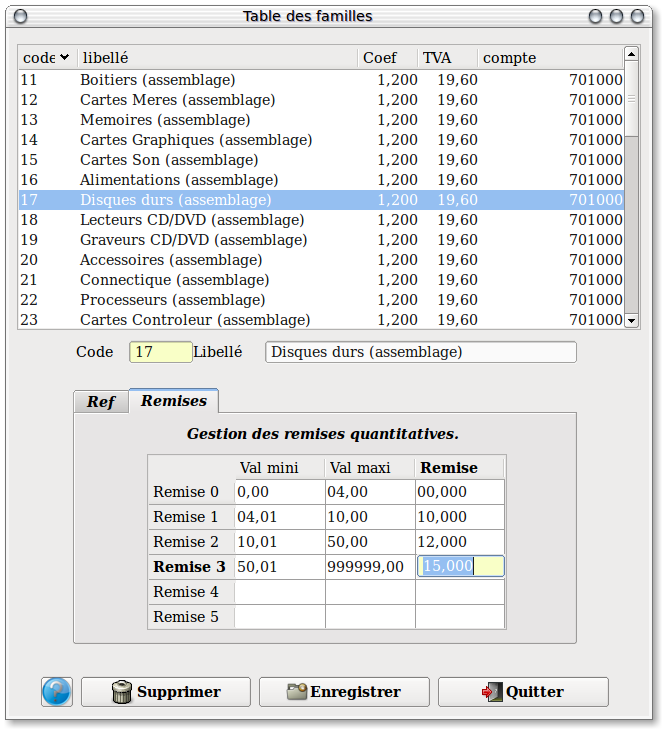 Table des familles
code libellé Coef TVA compte
11 Boitiers (assemblage) 1,200 19,60 701000
12 Cartes Meres (assemblage) 1,200 19,60 701000
13 Memoires (assemblage) 1,200 19,60 701000
14 Cartes Graphiques (assemblage) 1,200 19,60 701000
15 Cartes Son (assemblage) 1,200 19,60 701000
16 Alimentations (assemblage) 1,200 19,60 701000
17 Disques durs (assemblage) 1,200 19,60 701000
18 Lecteurs CD/DVD (assemblage) 1,200 19,60 701000
19 Graveurs CD/DVD (assemblage) 1,200 19,60 701000
20 Accessoires (assemblage) 1,200 19,60 701000
21 Connectique (assemblage) 1,200 19,60 701000
22 Processeurs (assemblage) 1,200 19,60 701000
23 Cartes Controleur (assemblage) 1,200 19,60 701000
Code 17 Libellé Disques durs (assemblage)
Ref Remises
Gestion des remises quantitatives.
Val mini Val maxi Remise
Remise 0 0,00 04,00 00,000
Remise 1 04,01 10,00 10,000
Remise 2 10,01 50,00 12,000
Remise 3 50,01 999999,00 15,000
Remise 4
Remise 5
? Supprimer Enregistrer Quitter